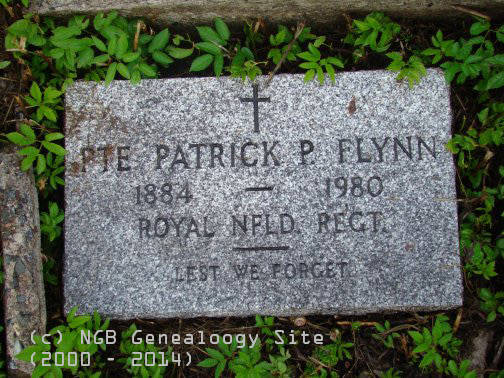 PTE PATRICK P. FLYNN
1884 — 1980
ROYAL NFLD. REGT.
LEST WE FORGET
(c) NGB Genealoogy Site
(2000 - 2014)